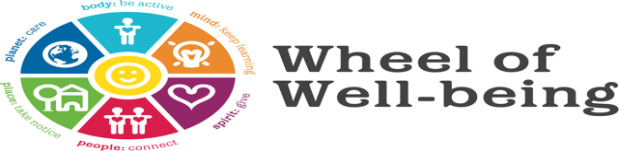 body: be active
mind: keep learning
spirit: give
people: connect
place: take notice
planet: care
Wheel of
Well-being